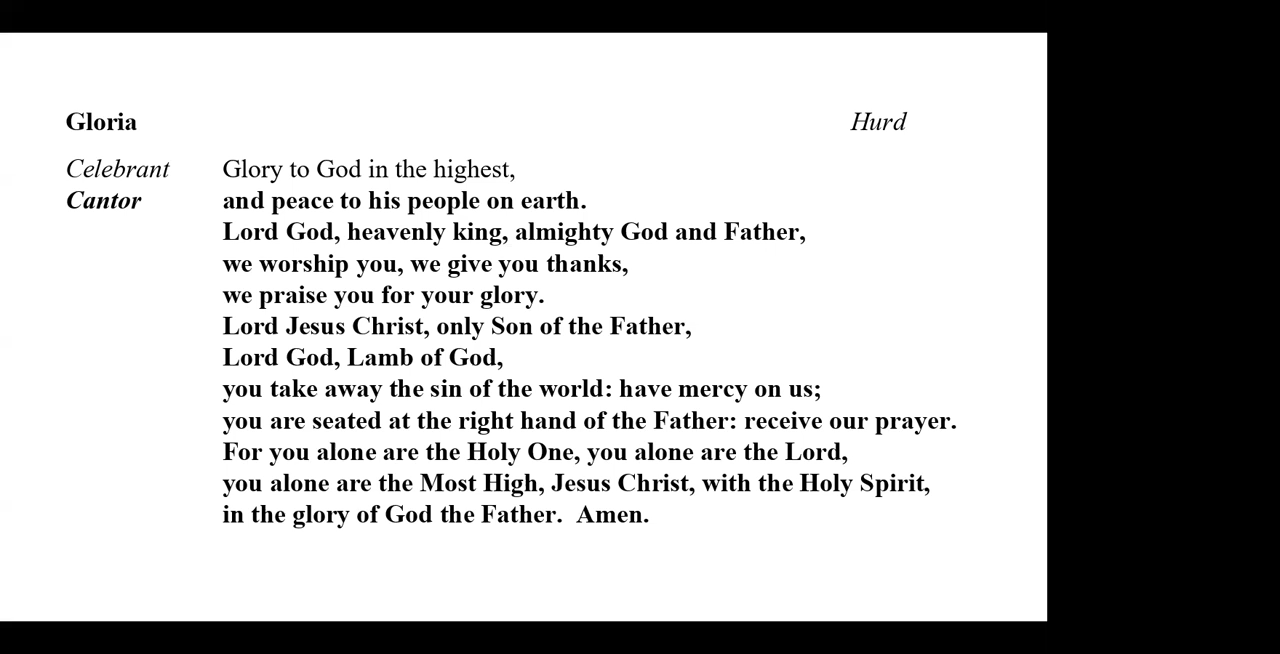 Gloria Hurd
Celebrant Glory to God in the highest,
Cantor and peace to his people on earth.
Lord God, heavenly king, almighty God and Father,
we worship you, we give you thanks,
we praise you for your glory.
Lord Jesus Christ, only Son of the Father,
Lord God, Lamb of God,
you take away the sin of the world: have mercy on us;
you are seated at the right hand of the Father: receive our prayer.
For you alone are the Holy One, you alone are the Lord,
you alone are the Most High, Jesus Christ, with the Holy Spirit,
in the glory of God the Father. Amen.